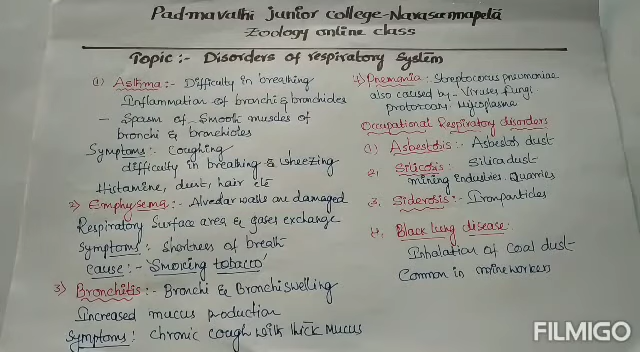 Padmavathi Junior College-Narasannapeta
Zoology online class
Topic :- Disorders of respiratory System
1) Asthma :- Difficulty in breathing
Inflammation of bronchi & bronchioles
- Spasm of smooth muscles of
bronchi & bronchioles
Symptoms: Coughing
difficulty in breathing & wheezing
Histamine, dust, hair etc
2) Emphysema :- Alveolar walls are damaged
Respiratory surface area & gases exchange
Symptoms : Shortness of breath
cause :- 'Smoking tobacco'
3) Bronchitis :- Bronchi & Bronchi swelling
Increased mucus production
Symptoms: chronic cough with thick mucus
4) Pnemonia : Streptococcus pneumoniae
also caused by - Viruses, fungi
protozoans, Mycoplasma
Occupational Respiratory disorders
1) Asbestosis :- Asbestos dust
2. Silicosis : Silica dust
mining Industries. Quarries
3. Siderosis :- Iron particles
4. Black lung disease:
Inhalation of Coal dust
Common in mine workers
FILMIGO